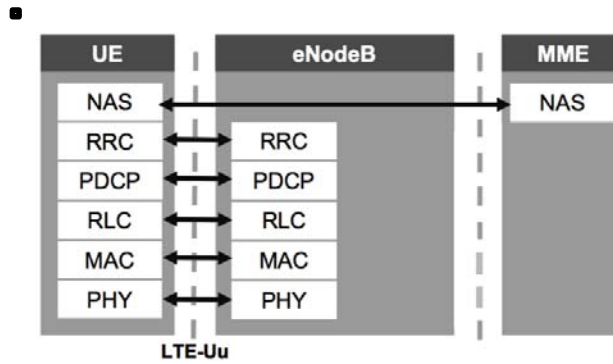 UE eNodeB MME
NAS NAS
RRC RRC
PDCP PDCP
RLC RLC
MAC MAC
PHY PHY
LTE-Uu